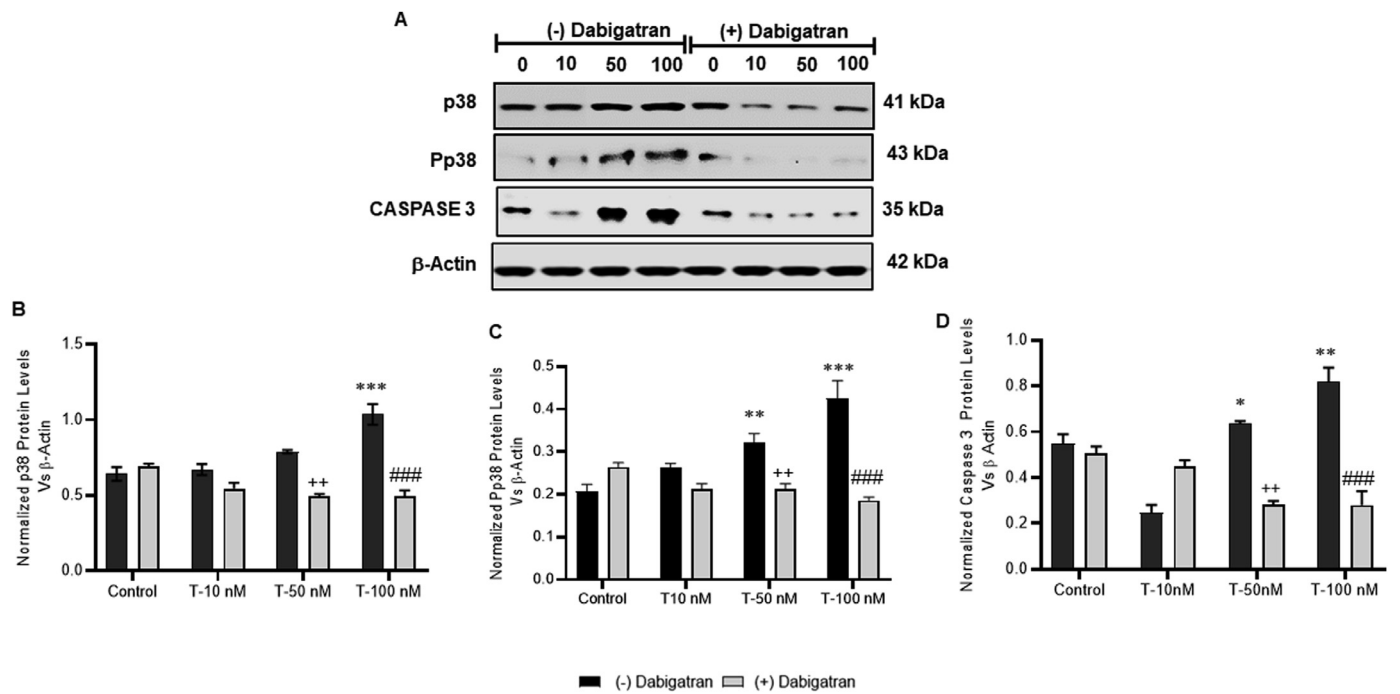 A
(-) Dabigatran (+) Dabigatran
0 10 50 100 0 10 50 100
p38 41 kDa
Pp38 43 kDa
CASPASE 3 35 kDa
β-Actin 42 kDa
B
Normalized p38 Protein Levels
Vs β-Actin
1.5
1.0
0.5
0.0
***
++
###
Control T-10 nM T-50 nM T-100 nM
C
Normalized Pp38 Protein Levels
Vs β-Actin
0.5
0.4
0.3
0.2
0.1
0.0
**
++
***
###
Control T10 nM T-50 nM T-100 nM
D
Normalized Caspase 3 Protein Levels
Vs β Actin
1.0
0.8
0.6
0.4
0.2
0.0
*
++
**
###
Control T-10nM T-50nM T-100 nM
(-) Dabigatran (+) Dabigatran